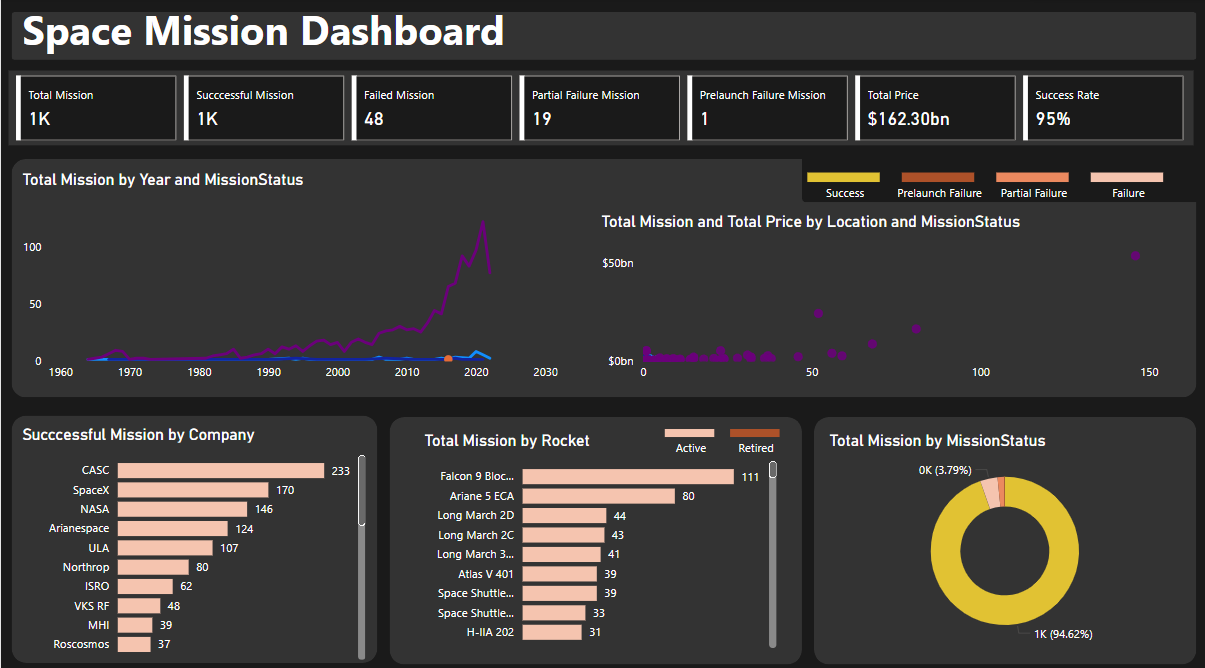 Space Mission Dashboard
Total Mission
1K
Succcessful Mission
1K
Failed Mission
48
Partial Failure Mission
19
Prelaunch Failure Mission
1
Total Price
$162.30bn
Success Rate
95%
Total Mission by Year and MissionStatus
100
50
0
1960 1970 1980 1990 2000 2010 2020 2030
Success Prelaunch Failure Partial Failure Failure
Total Mission and Total Price by Location and MissionStatus
$50bn
$0bn
0 50 100 150
Succcessful Mission by Company
CASC 233
SpaceX 170
NASA 146
Arianespace 124
ULA 107
Northrop 80
ISRO 62
VKS RF 48
MHI 39
Roscosmos 37
Total Mission by Rocket
Active Retired
Falcon 9 Bloc... 111
Ariane 5 ECA 80
Long March 2D 44
Long March 2C 43
Long March 3... 41
Atlas V 401 39
Space Shuttle... 39
Space Shuttle... 33
H-IIA 202 31
Total Mission by MissionStatus
0K (3.79%)
1K (94.62%)